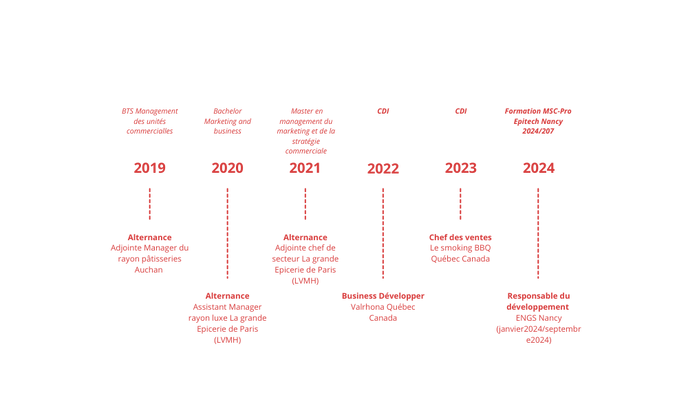 BTS Management
des unités
commercialles
Bachelor
Marketing and
business
Master en
management du
marketing et de la
stratégie
commerciale
CDI
CDI
Formation MSC-Pro
Epitech Nancy
2024/207
2019
2020
2021
2022
2023
2024
Alternance
Adjointe Manager du
rayon pâtisseries
Auchan
Alternance
Assistant Manager
rayon luxe La grande
Epicerie de Paris
(LVMH)
Alternance
Adjointe chef de
secteur La grande
Epicerie de Paris
(LVMH)
Business Développer
Valrhona Québec
Canada
Chef des ventes
Le smoking BBQ
Québec Canada
Responsable du
développement
ENGS Nancy
(janvier2024/septembr
e2024)